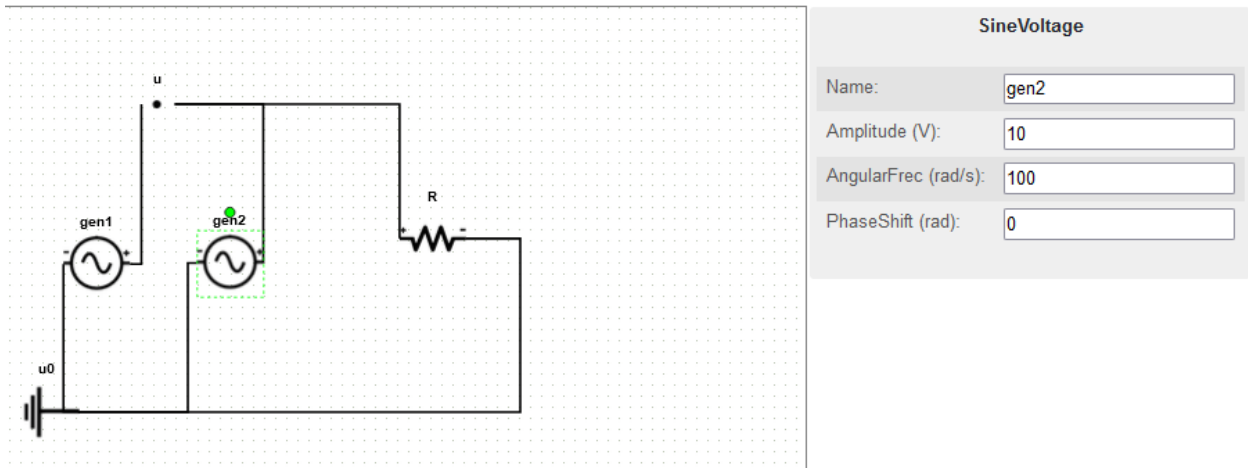 u
gen1
gen2
R
- +
- +
+ -
u0
SineVoltage
Name: gen2
Amplitude (V): 10
AngularFrec (rad/s): 100
PhaseShift (rad): 0